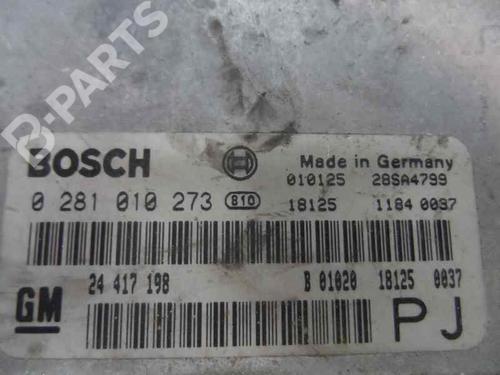 B-PARTS
BOSCH
Made in Germany
010125 28SA4799
0 281 010 273 B10 18125 1184 0037
24 417 198 B 01020 18125 0037
GM
PJ